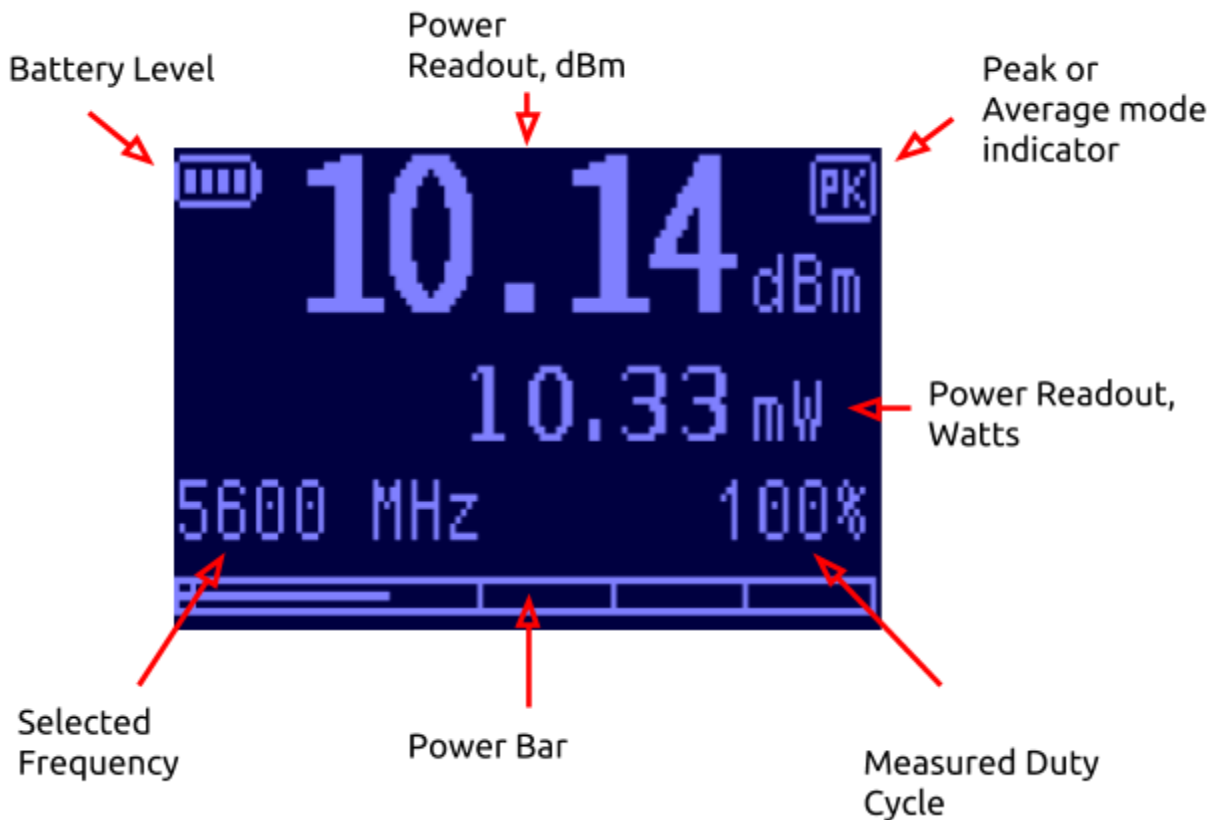 Power
Readout, dBm
Battery Level
Peak or
Average mode
indicator
10.14 dBm
PK
10.33 mW
Power Readout,
Watts
5600 MHz 100%
Selected
Frequency
Power Bar
Measured Duty
Cycle